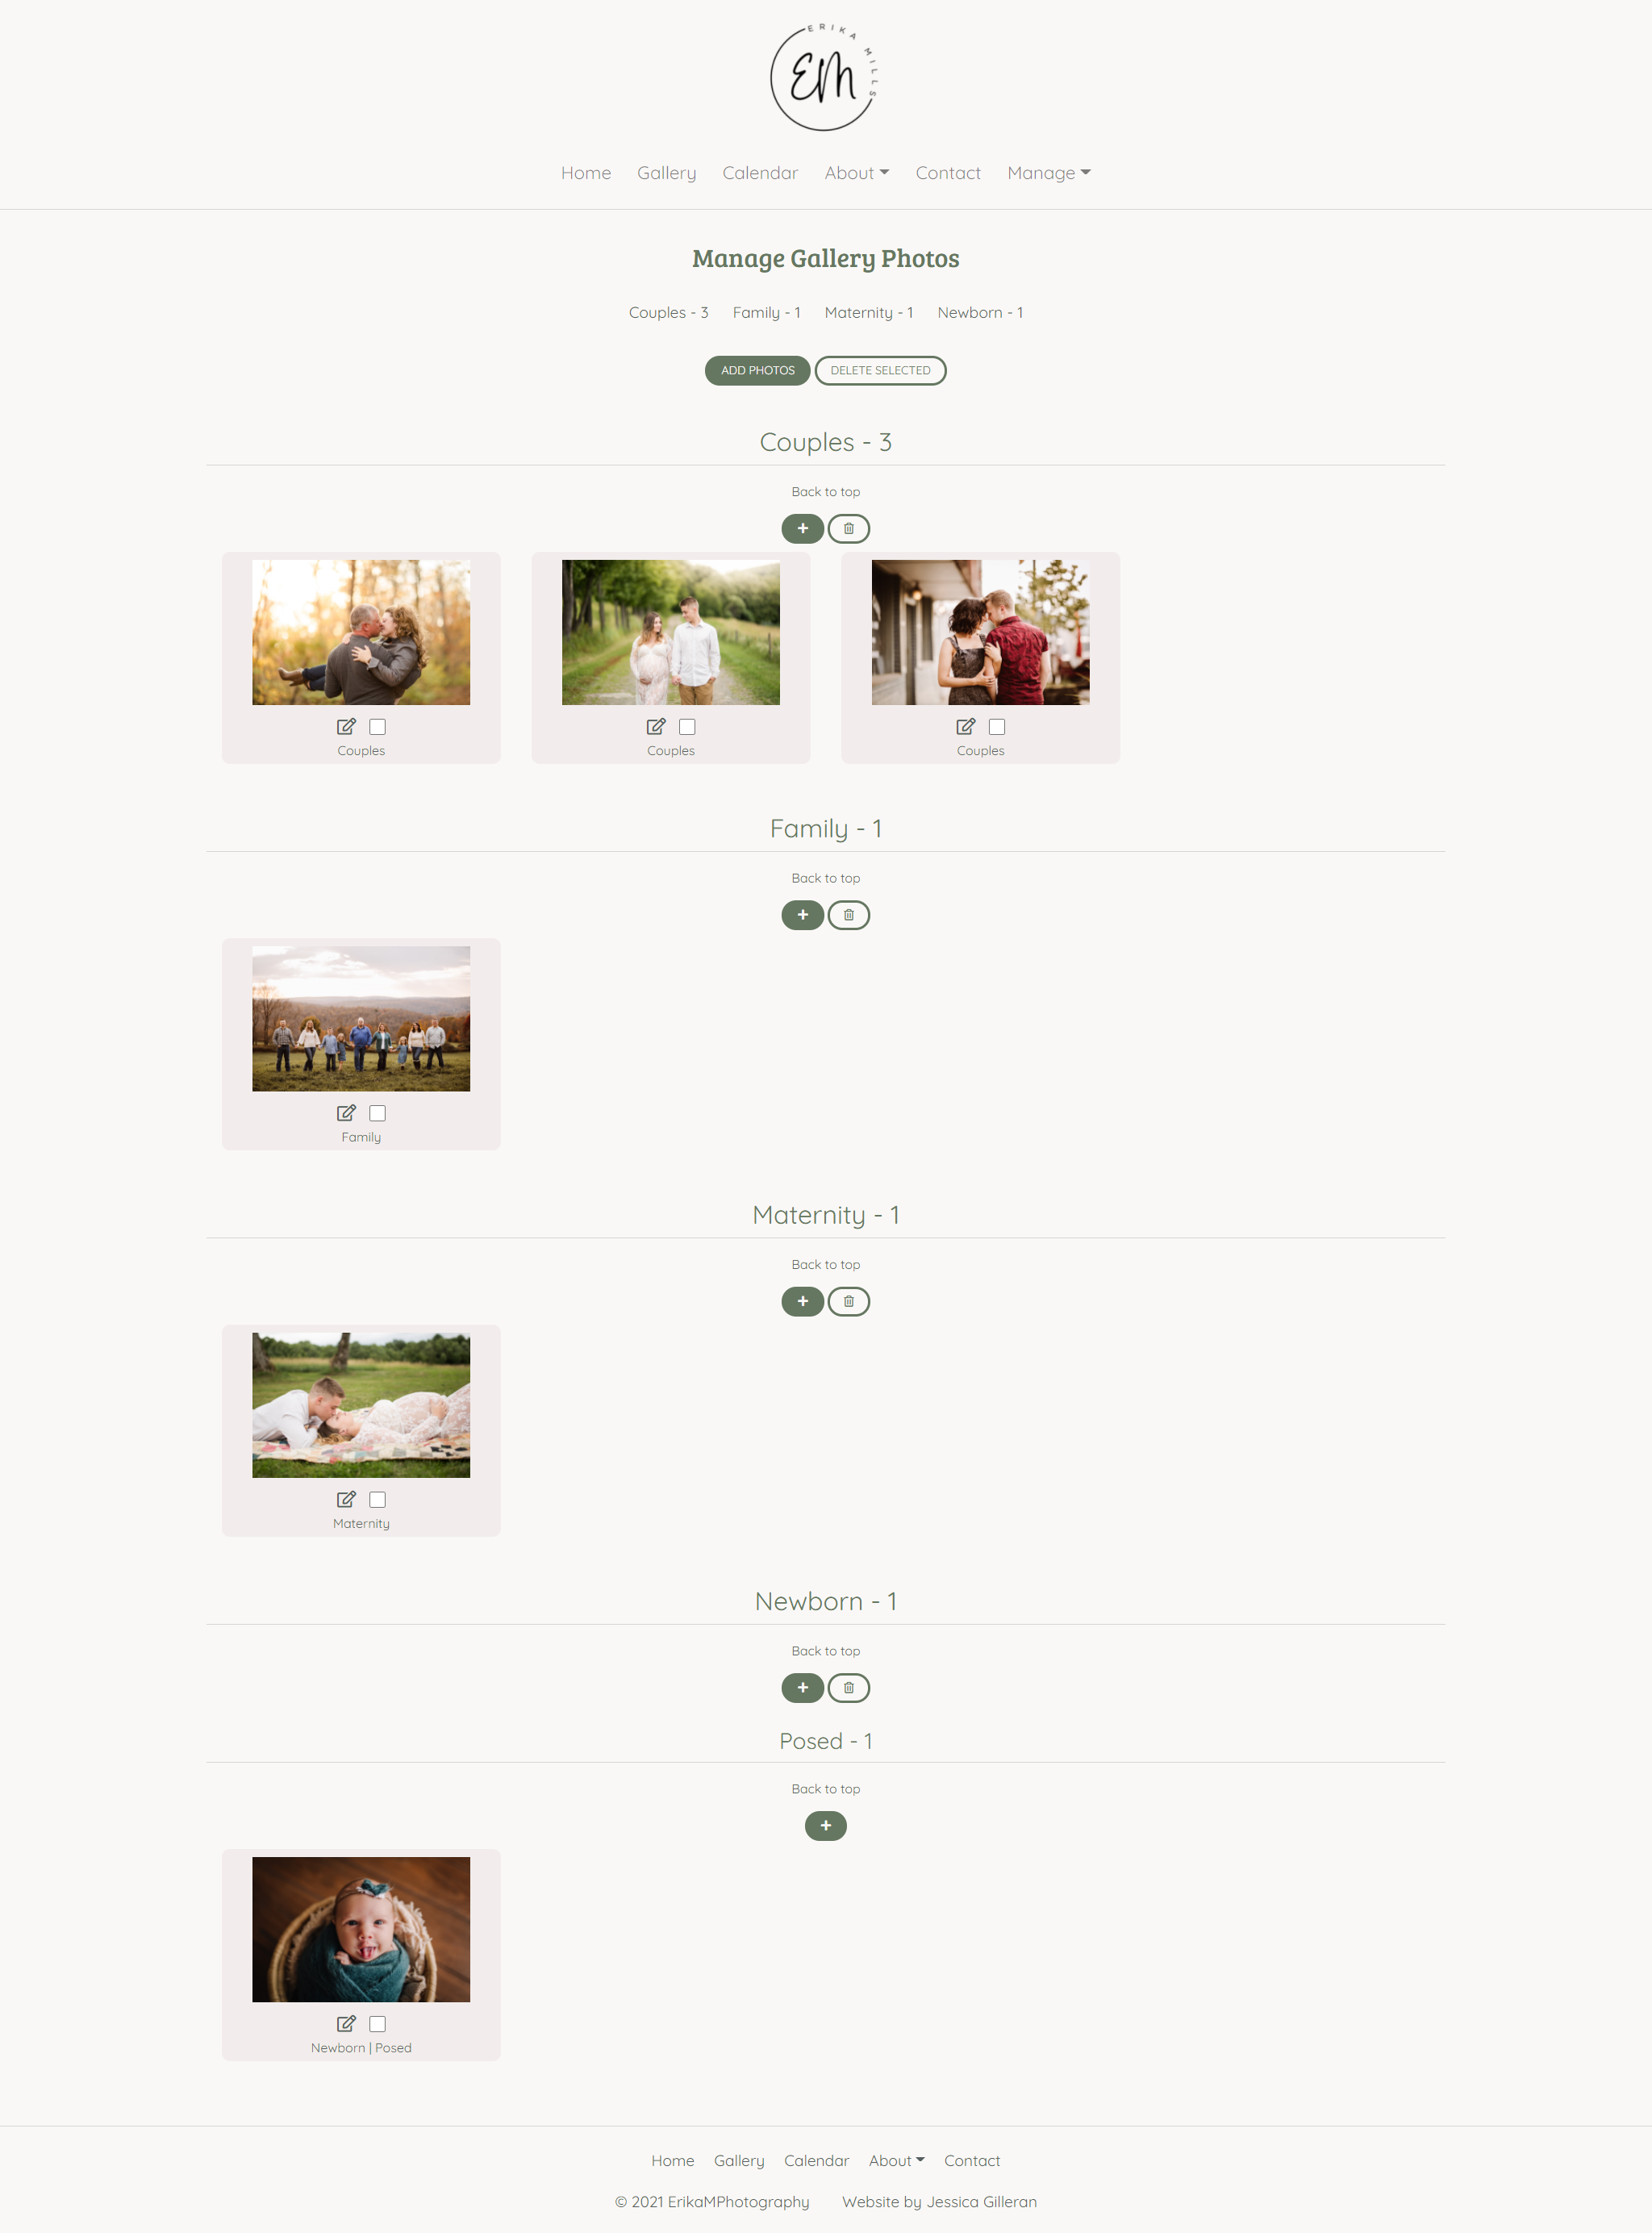 ERIKA MILLS
EM
Home Gallery Calendar About Contact Manage
Manage Gallery Photos
Couples - 3 Family - 1 Maternity - 1 Newborn - 1
ADD PHOTOS DELETE SELECTED
Couples - 3
Back to top
+
Couples Couples Couples
Family - 1
Back to top
+
Family
Maternity - 1
Back to top
+
Maternity
Newborn - 1
Back to top
+
Posed - 1
Back to top
+
Newborn | Posed
Home Gallery Calendar About Contact
© 2021 ErikaMPhotography Website by Jessica Gilleran